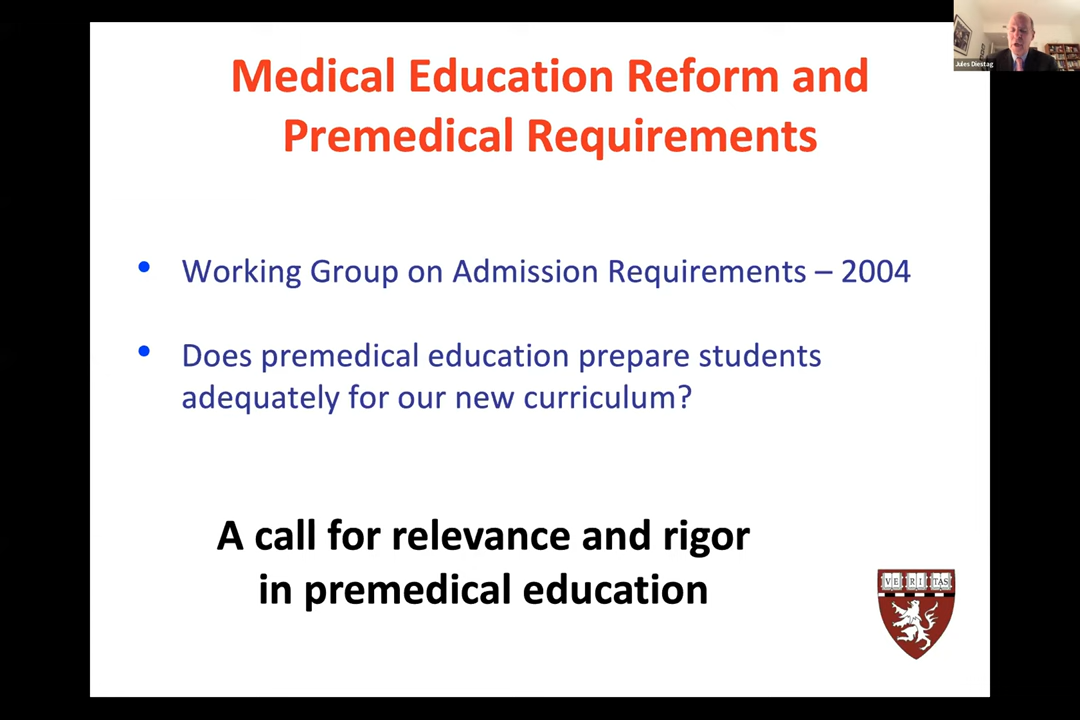 Jules Diestag
Medical Education Reform and
Premedical Requirements
• Working Group on Admission Requirements – 2004
• Does premedical education prepare students
adequately for our new curriculum?
A call for relevance and rigor
in premedical education
VE RI TAS